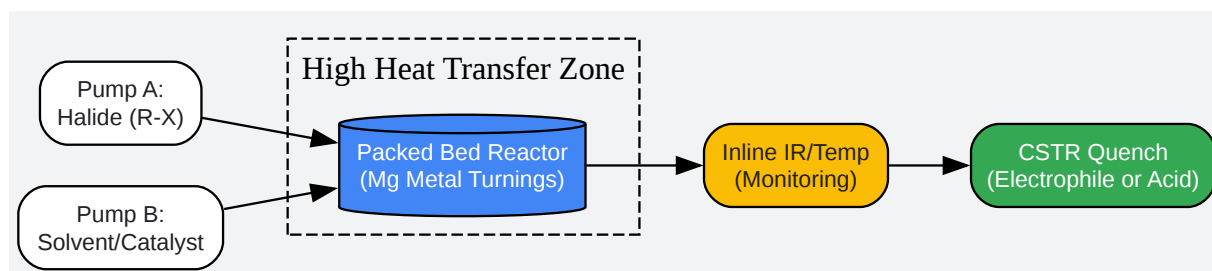 High Heat Transfer Zone
Pump A:
Halide (R-X)
Pump B:
Solvent/Catalyst
Packed Bed Reactor
(Mg Metal Turnings)
Inline IR/Temp
(Monitoring)
CSTR Quench
(Electrophile or Acid)